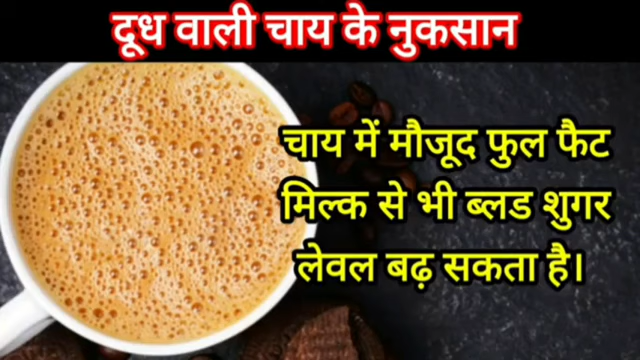 दूध वाली चाय के नुकसान
चाय में मौजूद फुल फैट
मिल्क से भी ब्लड शुगर
लेवल बढ़ सकता है।